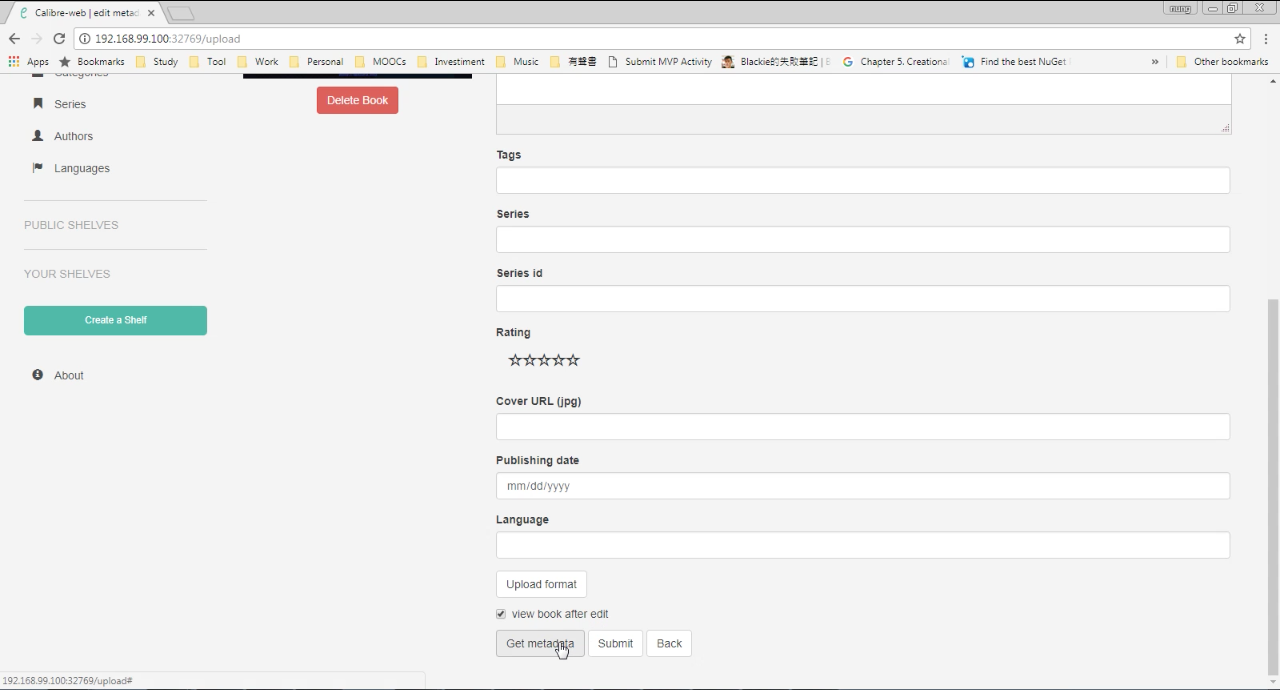 Calibre-web | edit metad
192.168.99.100:32769/upload
Apps Bookmarks Study Tool Work Personal MOOCs Investment Music 有聲書 Submit MVP Activity Blackie的失敗筆記 | Chapter 5. Creational Find the best NuGet » Other bookmarks
Categories
Delete Book
Series
Authors
Languages
PUBLIC SHELVES
YOUR SHELVES
Create a Shelf
About
Tags
Series
Series id
Rating
Cover URL (jpg)
Publishing date
mm/dd/yyyy
Language
Upload format
view book after edit
Get metadata Submit Back
192.168.99.100:32769/upload#